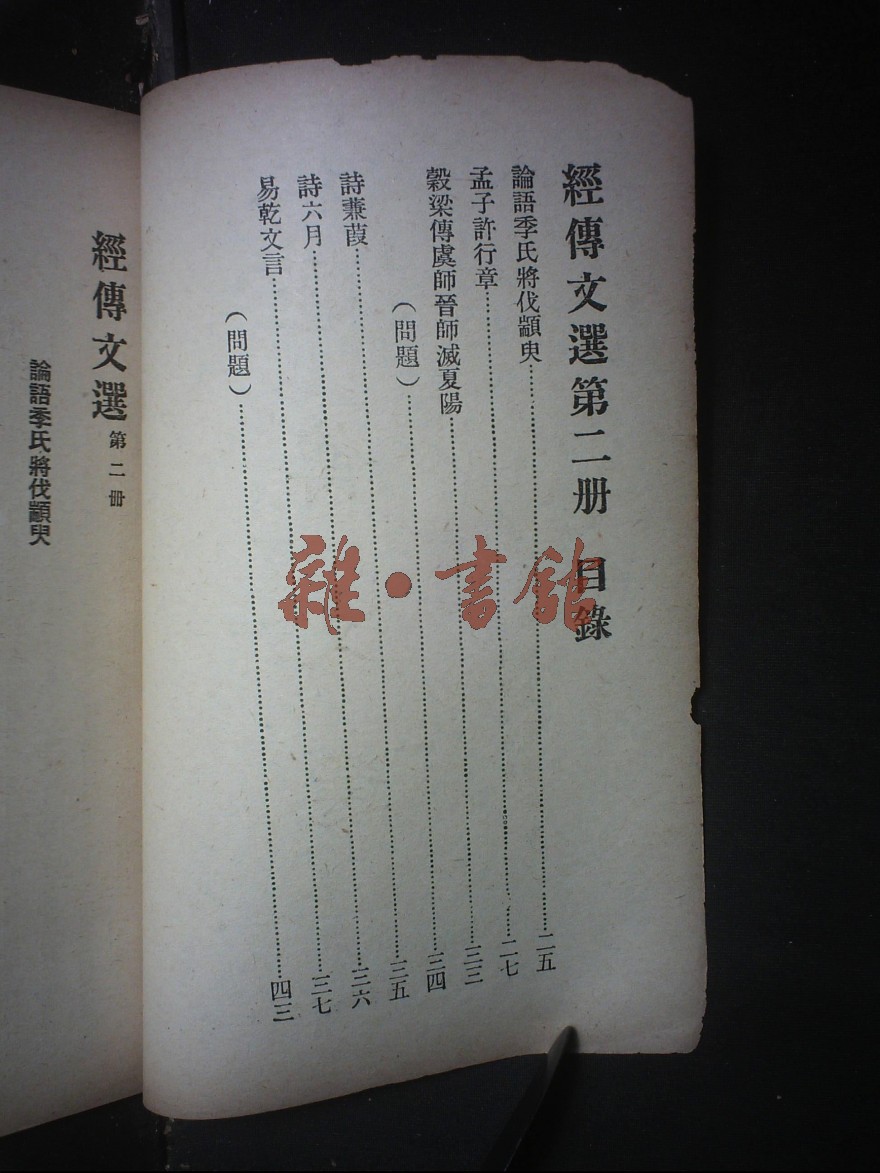 經傳文選第二册 目錄
論語季氏將伐顓臾……二五
孟子許行章……二七
穀梁傳虞師晉師滅夏陽……三三
(問題)……三四
詩蒹葭……三五
詩六月……三六
易乾文言……三七
(問題)……四三
經傳文選 第二冊
論語季氏將伐顓臾
雜·書館